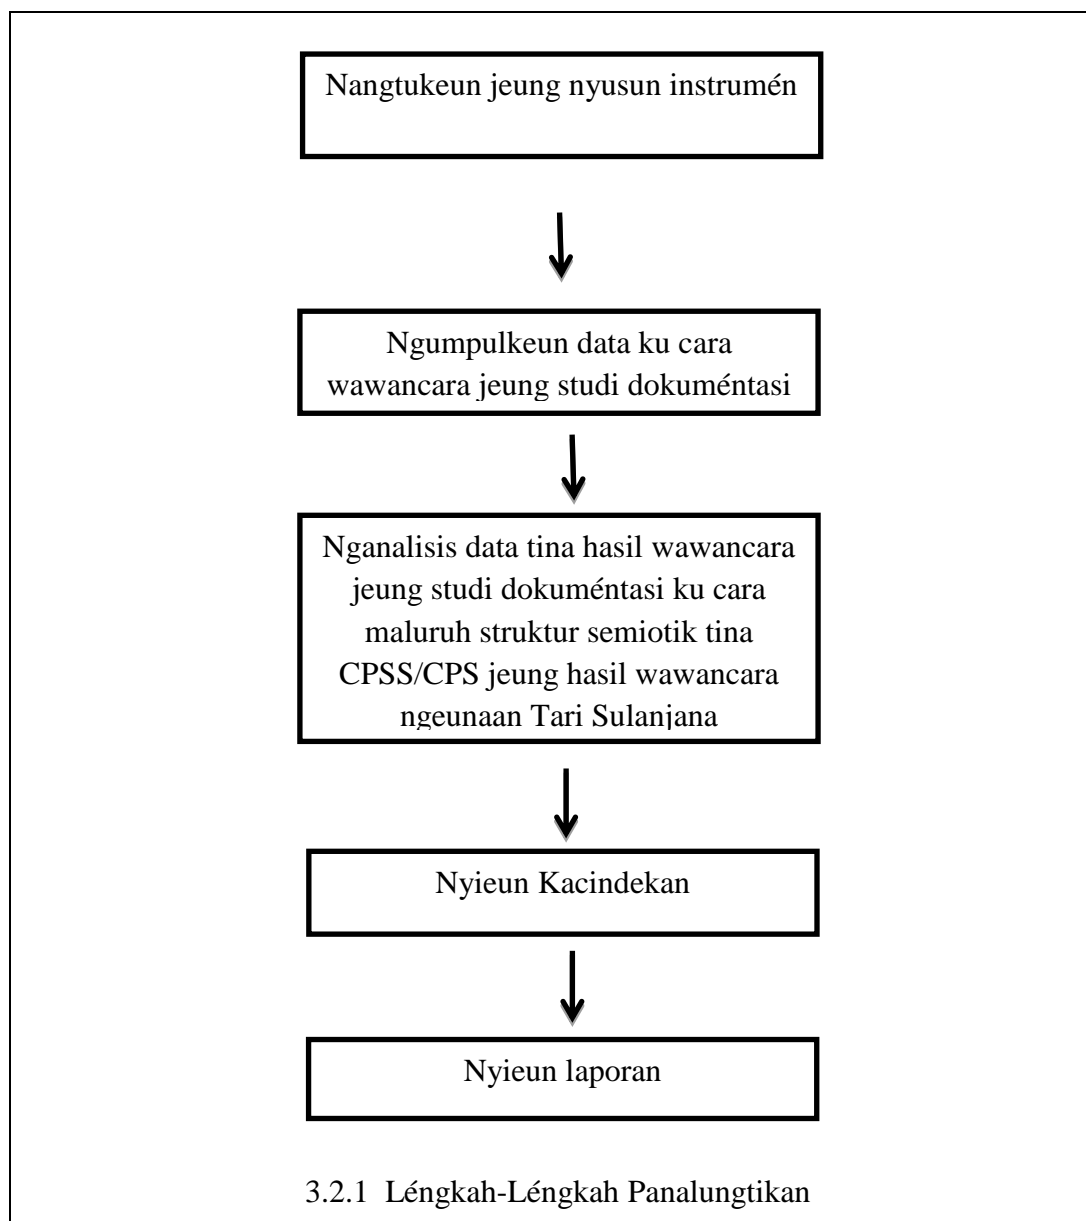 Nangtukeun jeung nyusun instrumén
Ngumpulkeun data ku cara
wawancara jeung studi dokuméntasi
Nganalisis data tina hasil wawancara
jeung studi dokuméntasi ku cara
maluruh struktur semiotik tina
CPSS/CPS jeung hasil wawancara
ngeunaan Tari Sulanjana
Nyieun Kacindekan
Nyieun laporan
3.2.1 Léngkah-Léngkah Panalungtikan